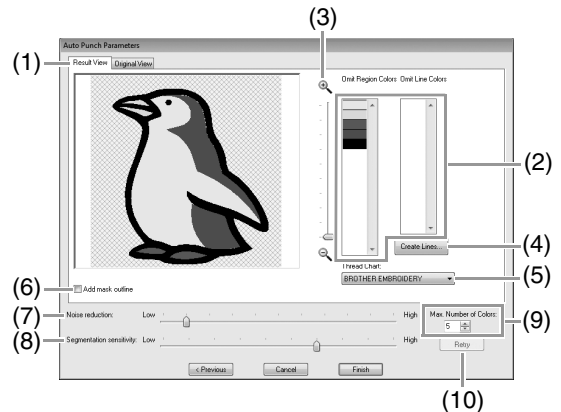 (3)
Auto Punch Parameters
(1)
Result View Original View
Omit Region Colors Omit Line Colors
(2)
Create Lines...
(4)
Thread Chart:
BROTHER EMBROIDERY
(5)
(6)
Add mask outline
(7)
Noise reduction: Low High
Max. Number of Colors:
5
(9)
(8)
Segmentation sensitivity: Low High
Retry
< Previous Cancel Finish
(10)